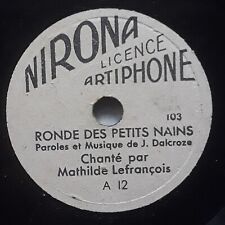 NIRONA
LICENCE
ARTIPHONE
103
RONDE DES PETITS NAINS
Paroles et Musique de J. Dalcroze
Chanté par
Mathilde Lefrançois
A 12